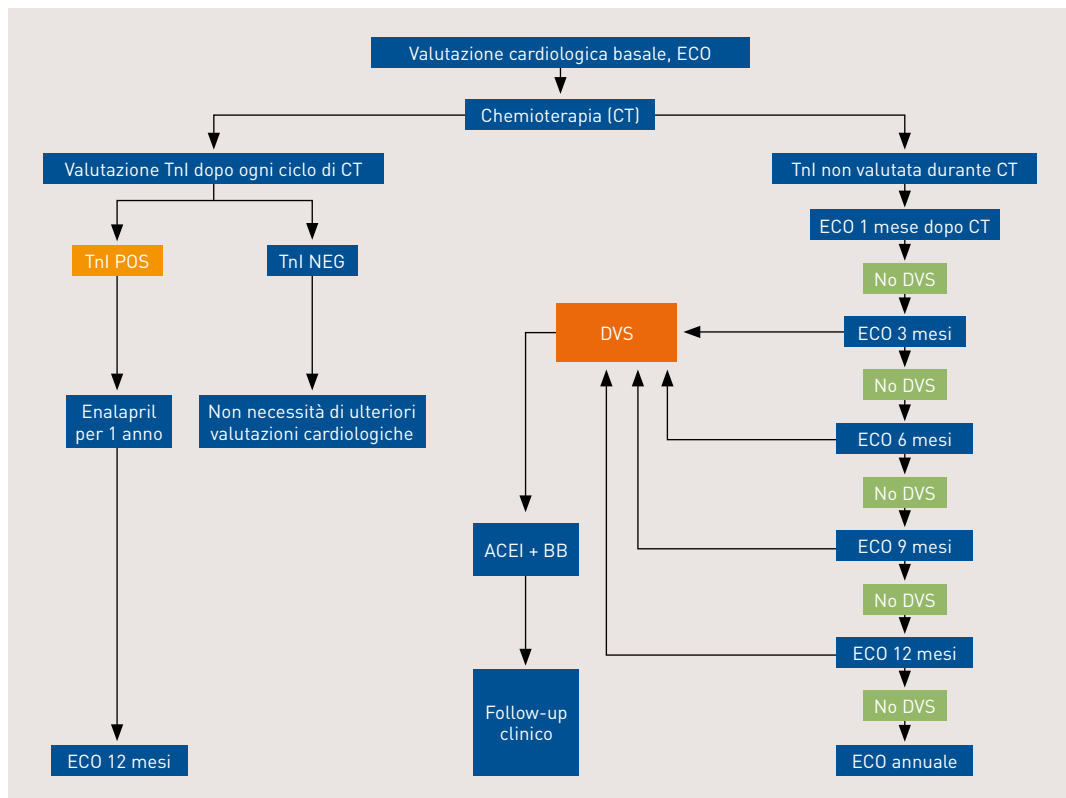 Valutazione cardiologica basale, ECO
Chemioterapia (CT)
Valutazione TnI dopo ogni ciclo di CT
TnI non valutata durante CT
ECO 1 mese dopo CT
TnI POS
TnI NEG
No DVS
DVS
ECO 3 mesi
No DVS
Enalapril
per 1 anno
Non necessità di ulteriori
valutazioni cardiologiche
ECO 6 mesi
No DVS
ACEI + BB
ECO 9 mesi
No DVS
ECO 12 mesi
No DVS
Follow-up
clinico
ECO 12 mesi
ECO annuale